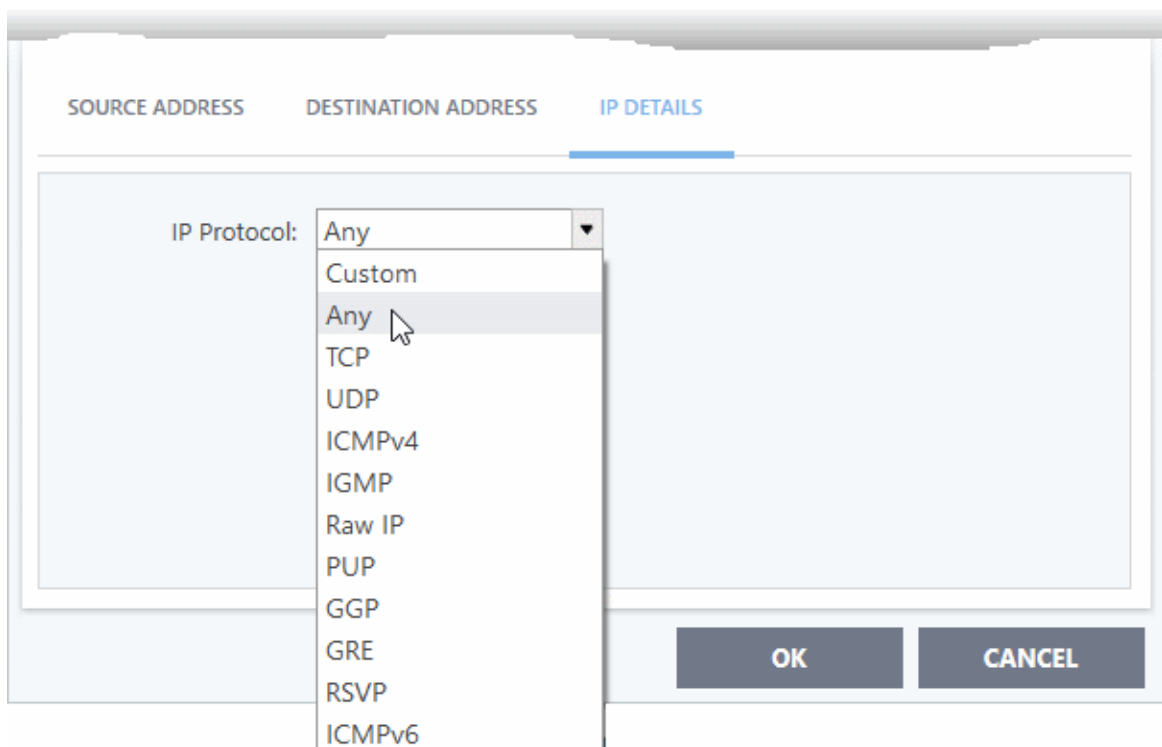 SOURCE ADDRESS DESTINATION ADDRESS IP DETAILS
IP Protocol: Any
Custom
Any
TCP
UDP
ICMPv4
IGMP
Raw IP
PUP
GGP
GRE
RSVP
ICMPv6
OK CANCEL